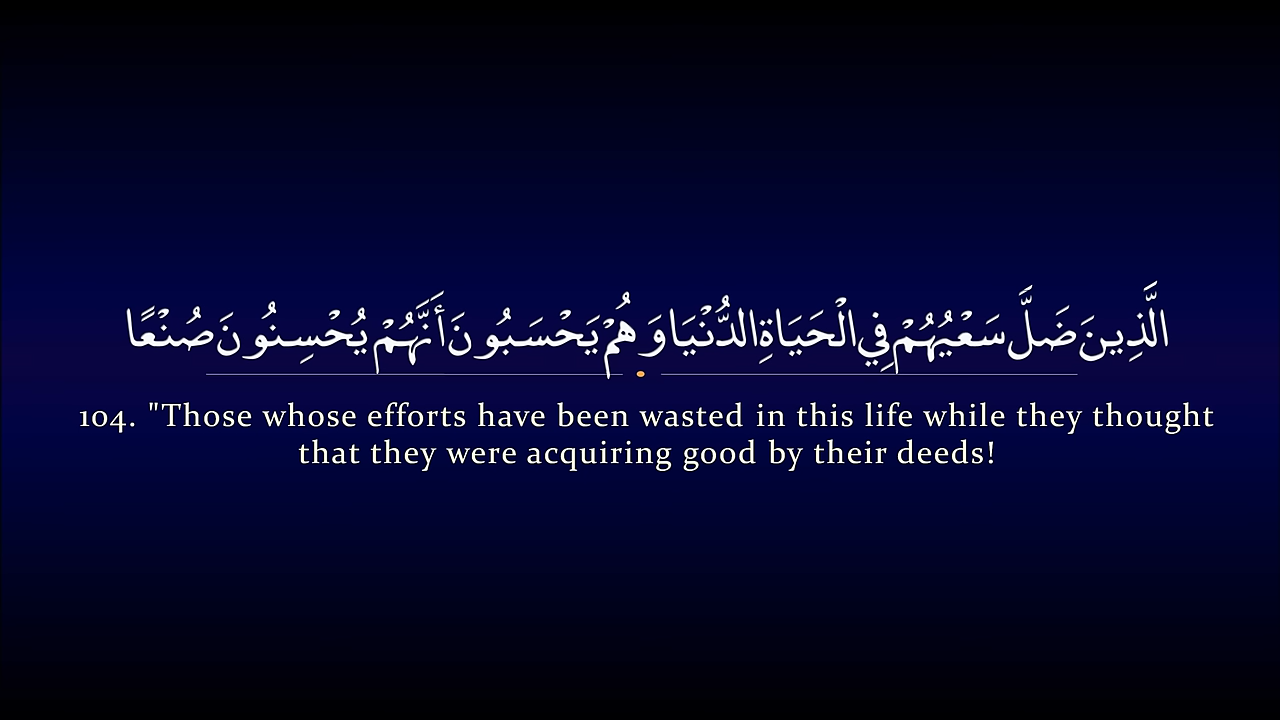 الَّذِينَ ضَلَّ سَعْيُهُمْ فِي الْحَيَاةِ الدُّنْيَا وَهُمْ يَحْسَبُونَ أَنَّهُمْ يُحْسِنُونَ صُنْعًا
104. "Those whose efforts have been wasted in this life while they thought
that they were acquiring good by their deeds!